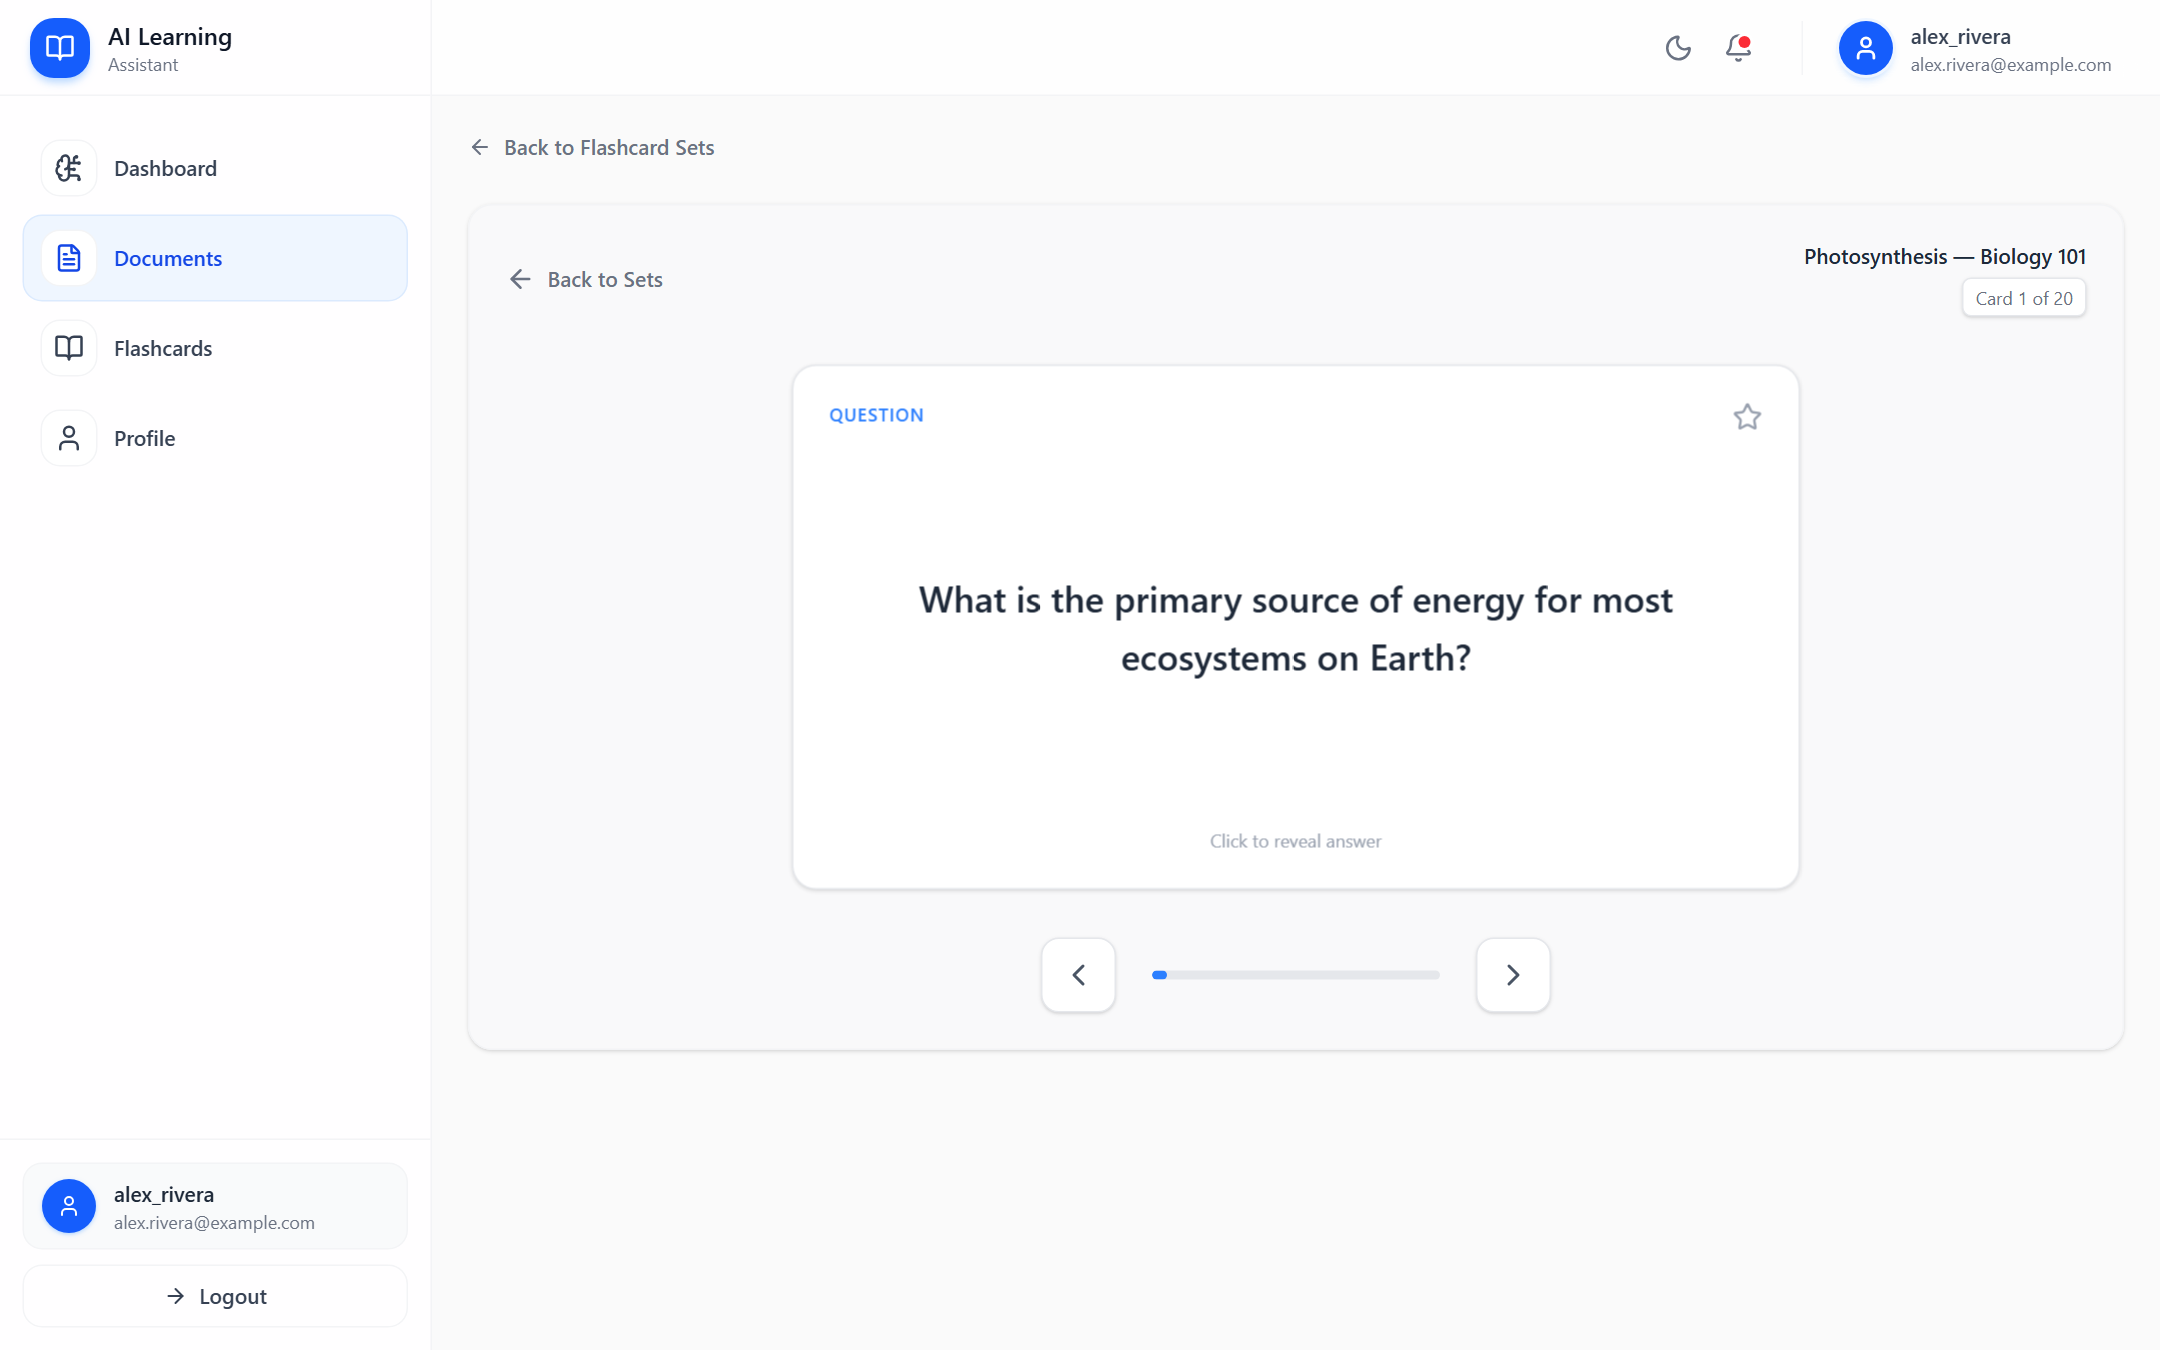 AI Learning
Assistant
alex_rivera
alex.rivera@example.com
Dashboard
Documents
Flashcards
Profile
Back to Flashcard Sets
Back to Sets
Photosynthesis — Biology 101
Card 1 of 20
QUESTION
What is the primary source of energy for most
ecosystems on Earth?
Click to reveal answer
alex_rivera
alex.rivera@example.com
Logout